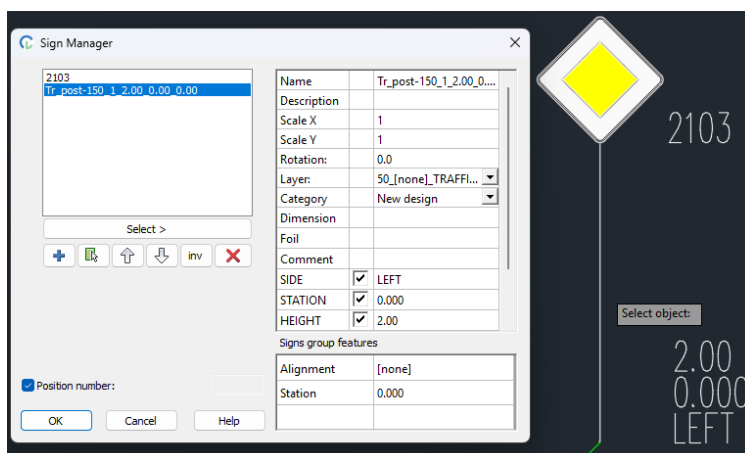 Sign Manager
2103
Tr_post-150_1_2.00_0.00_0.00
Select >
inv
Name Tr_post-150_1_2.00_0....
Description
Scale X 1
Scale Y 1
Rotation: 0.0
Layer: 50_[none]_TRAFFI...
Category New design
Dimension
Foil
Comment
SIDE LEFT
STATION 0.000
HEIGHT 2.00
Signs group features
Alignment [none]
Station 0.000
Position number:
OK Cancel Help
2103
Select object:
2.00
0.000
LEFT